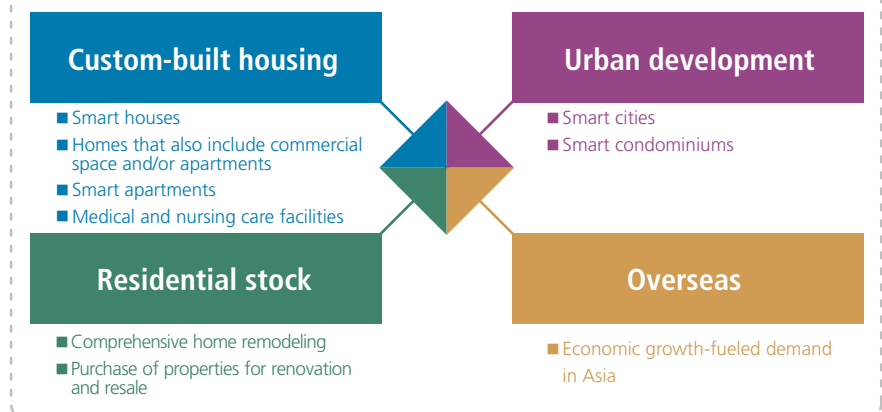 Custom-built housing
■ Smart houses
■ Homes that also include commercial
space and/or apartments
■ Smart apartments
■ Medical and nursing care facilities
Urban development
■ Smart cities
■ Smart condominiums
Residential stock
■ Comprehensive home remodeling
■ Purchase of properties for renovation
and resale
Overseas
■ Economic growth-fueled demand
in Asia